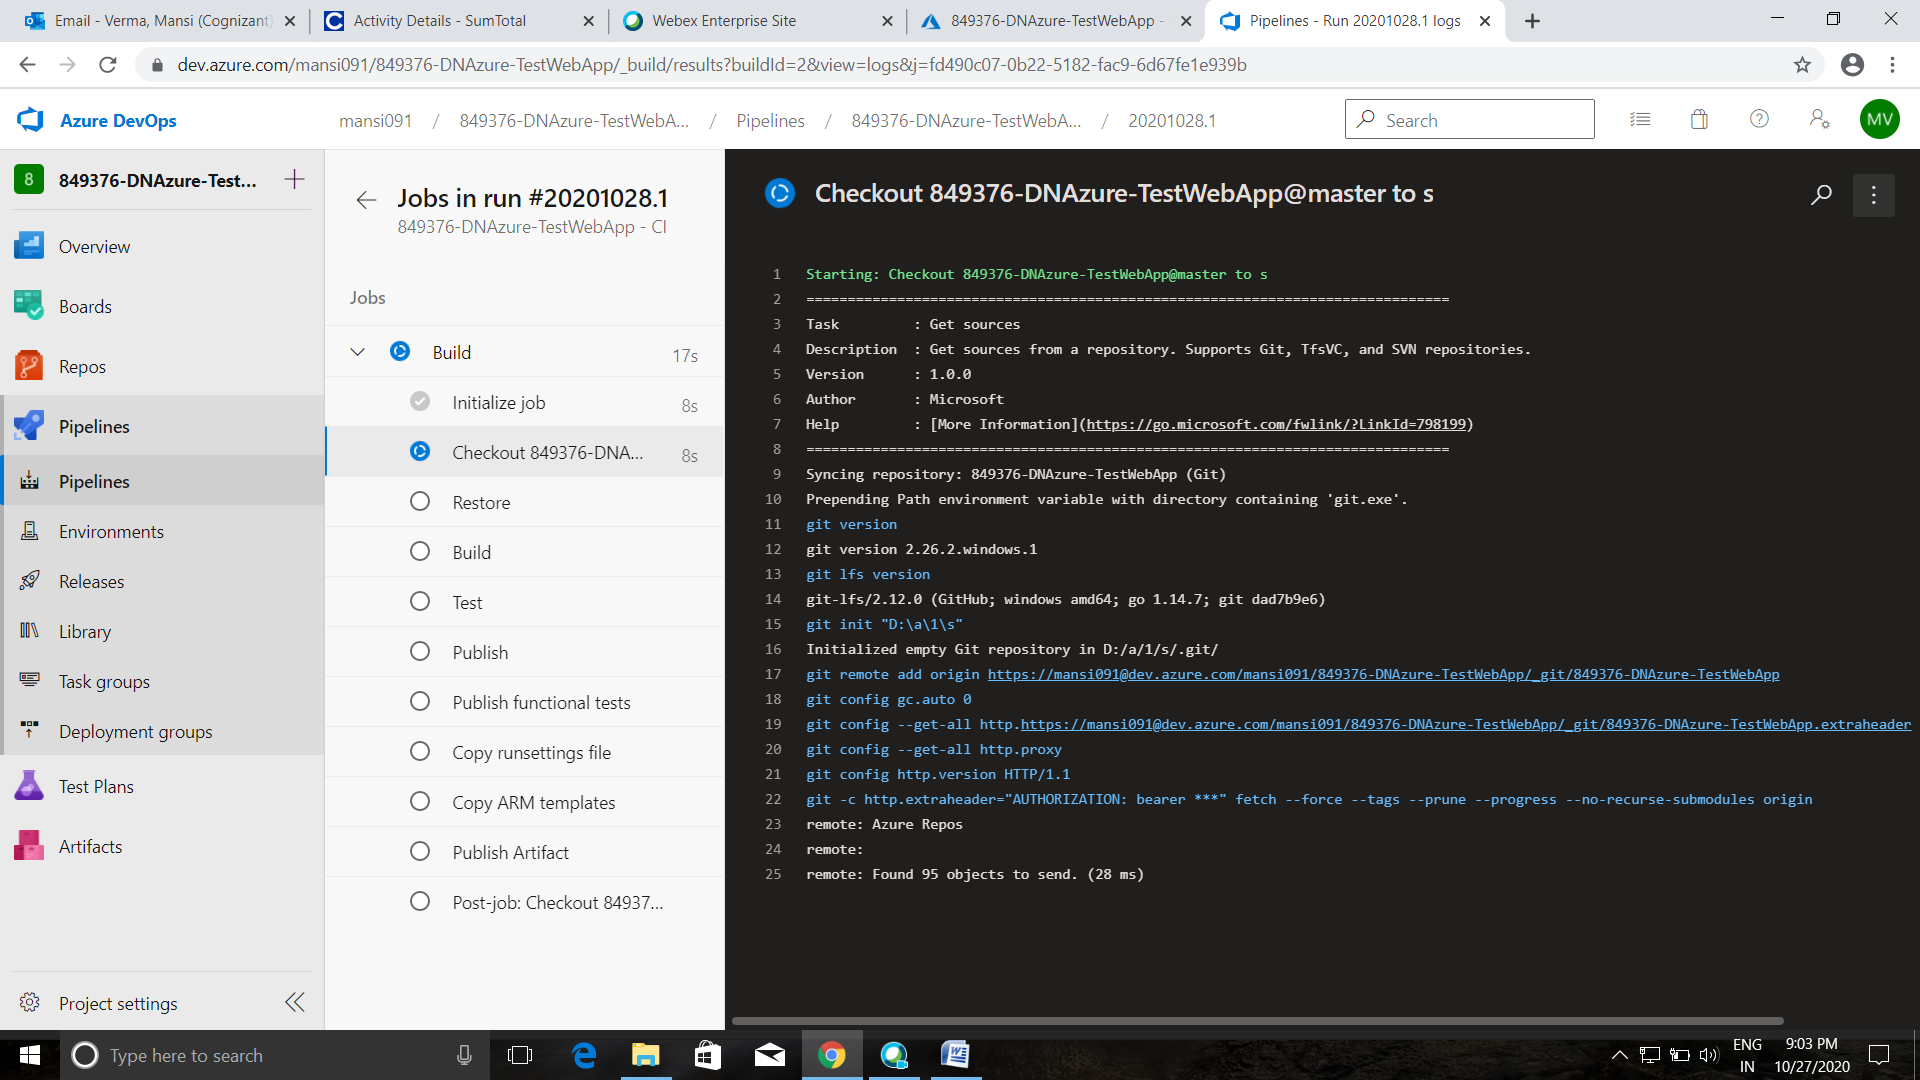 Email - Verma, Mansi (Cognizant)
Activity Details - SumTotal
Webex Enterprise Site
849376-DNAzure-TestWebApp -
Pipelines - Run 20201028.1 logs
dev.azure.com/mansi091/849376-DNAzure-TestWebApp/_build/results?buildId=2&view=logs&j=fd490c07-0b22-5182-fac9-6d67fe1e939b
Azure DevOps
mansi091 / 849376-DNAzure-TestWebA... / Pipelines / 849376-DNAzure-TestWebA... / 20201028.1
Search
MV
8 849376-DNAzure-Test...
Overview
Boards
Repos
Pipelines
Pipelines
Environments
Releases
Library
Task groups
Deployment groups
Test Plans
Artifacts
Project settings
Jobs in run #20201028.1
849376-DNAzure-TestWebApp - CI
Jobs
Build 17s
Initialize job 8s
Checkout 849376-DNA... 8s
Restore
Build
Test
Publish
Publish functional tests
Copy runsettings file
Copy ARM templates
Publish Artifact
Post-job: Checkout 84937...
Checkout 849376-DNAzure-TestWebApp@master to s
1 Starting: Checkout 849376-DNAzure-TestWebApp@master to s
2 ==============================================================================
3 Task : Get sources
4 Description : Get sources from a repository. Supports Git, TfsVC, and SVN repositories.
5 Version : 1.0.0
6 Author : Microsoft
7 Help : [More Information](https://go.microsoft.com/fwlink/?LinkId=798199)
8 ==============================================================================
9 Syncing repository: 849376-DNAzure-TestWebApp (Git)
10 Prepending Path environment variable with directory containing 'git.exe'.
11 git version
12 git version 2.26.2.windows.1
13 git lfs version
14 git-lfs/2.12.0 (GitHub; windows amd64; go 1.14.7; git dad7b9e6)
15 git init "D:\a\1\s"
16 Initialized empty Git repository in D:/a/1/s/.git/
17 git remote add origin https://mansi091@dev.azure.com/mansi091/849376-DNAzure-TestWebApp/_git/849376-DNAzure-TestWebApp
18 git config gc.auto 0
19 git config --get-all http.https://mansi091@dev.azure.com/mansi091/849376-DNAzure-TestWebApp/_git/849376-DNAzure-TestWebApp.extraheader
20 git config --get-all http.proxy
21 git config http.version HTTP/1.1
22 git -c http.extraheader="AUTHORIZATION: bearer ***" fetch --force --tags --prune --progress --no-recurse-submodules origin
23 remote: Azure Repos
24 remote:
25 remote: Found 95 objects to send. (28 ms)
Type here to search
ENG
IN
9:03 PM
10/27/2020